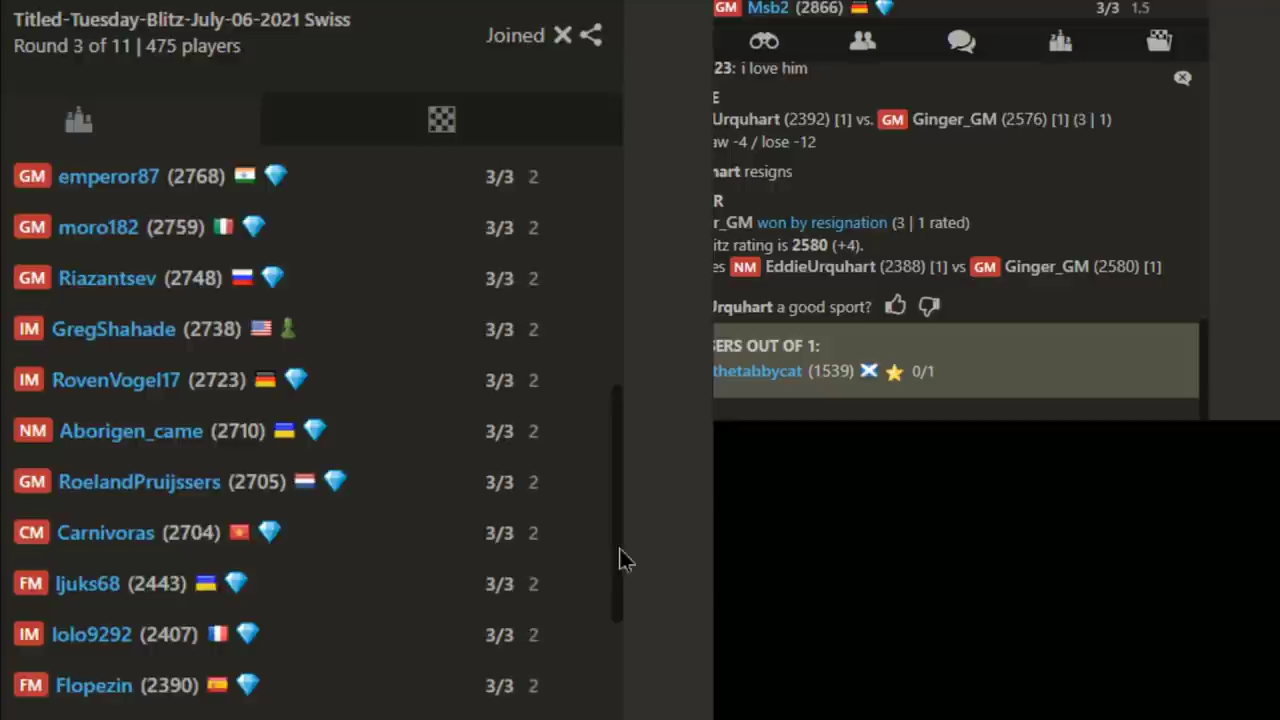 Titled-Tuesday-Blitz-July-06-2021 Swiss
Round 3 of 11 | 475 players
Joined
GM emperor87 (2768) 3/3 2
GM moro182 (2759) 3/3 2
GM Riazantsev (2748) 3/3 2
IM GregShahade (2738) 3/3 2
IM RovenVogel17 (2723) 3/3 2
NM Aborigen_came (2710) 3/3 2
GM RoelandPruijssers (2705) 3/3 2
CM Carnivoras (2704) 3/3 2
FM ljuks68 (2443) 3/3 2
IM lolo9292 (2407) 3/3 2
FM Flopezin (2390) 3/3 2
GM Msb2 (2866) 3/3 1.5
23: i love him
E
Urquhart (2392) [1] vs. GM Ginger_GM (2576) [1] (3 | 1)
aw -4 / lose -12
hart resigns
R
r_GM won by resignation (3 | 1 rated)
itz rating is 2580 (+4).
es NM EddieUrquhart (2388) [1] vs GM Ginger_GM (2580) [1]
Urquhart a good sport?
SERS OUT OF 1:
thetabbycat (1539) 0/1